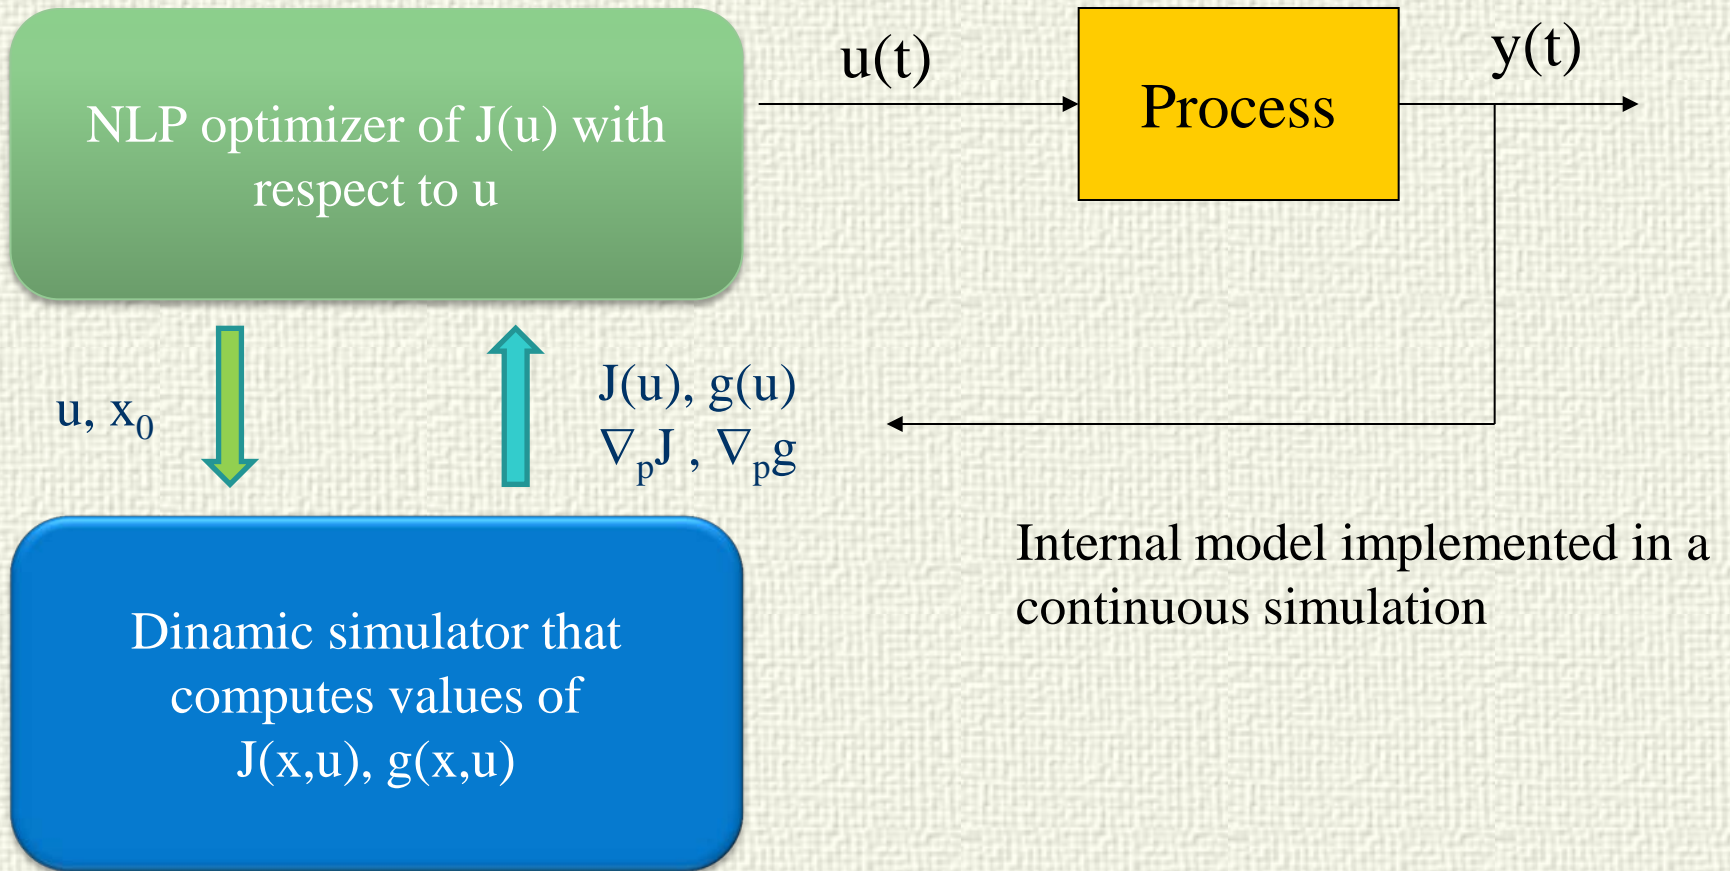 NLP optimizer of J(u) with
respect to u
u(t)
Process
y(t)
u, x₀
J(u), g(u)
∇ₚJ , ∇ₚg
Internal model implemented in a
continuous simulation
Dinamic simulator that
computes values of
J(x,u), g(x,u)